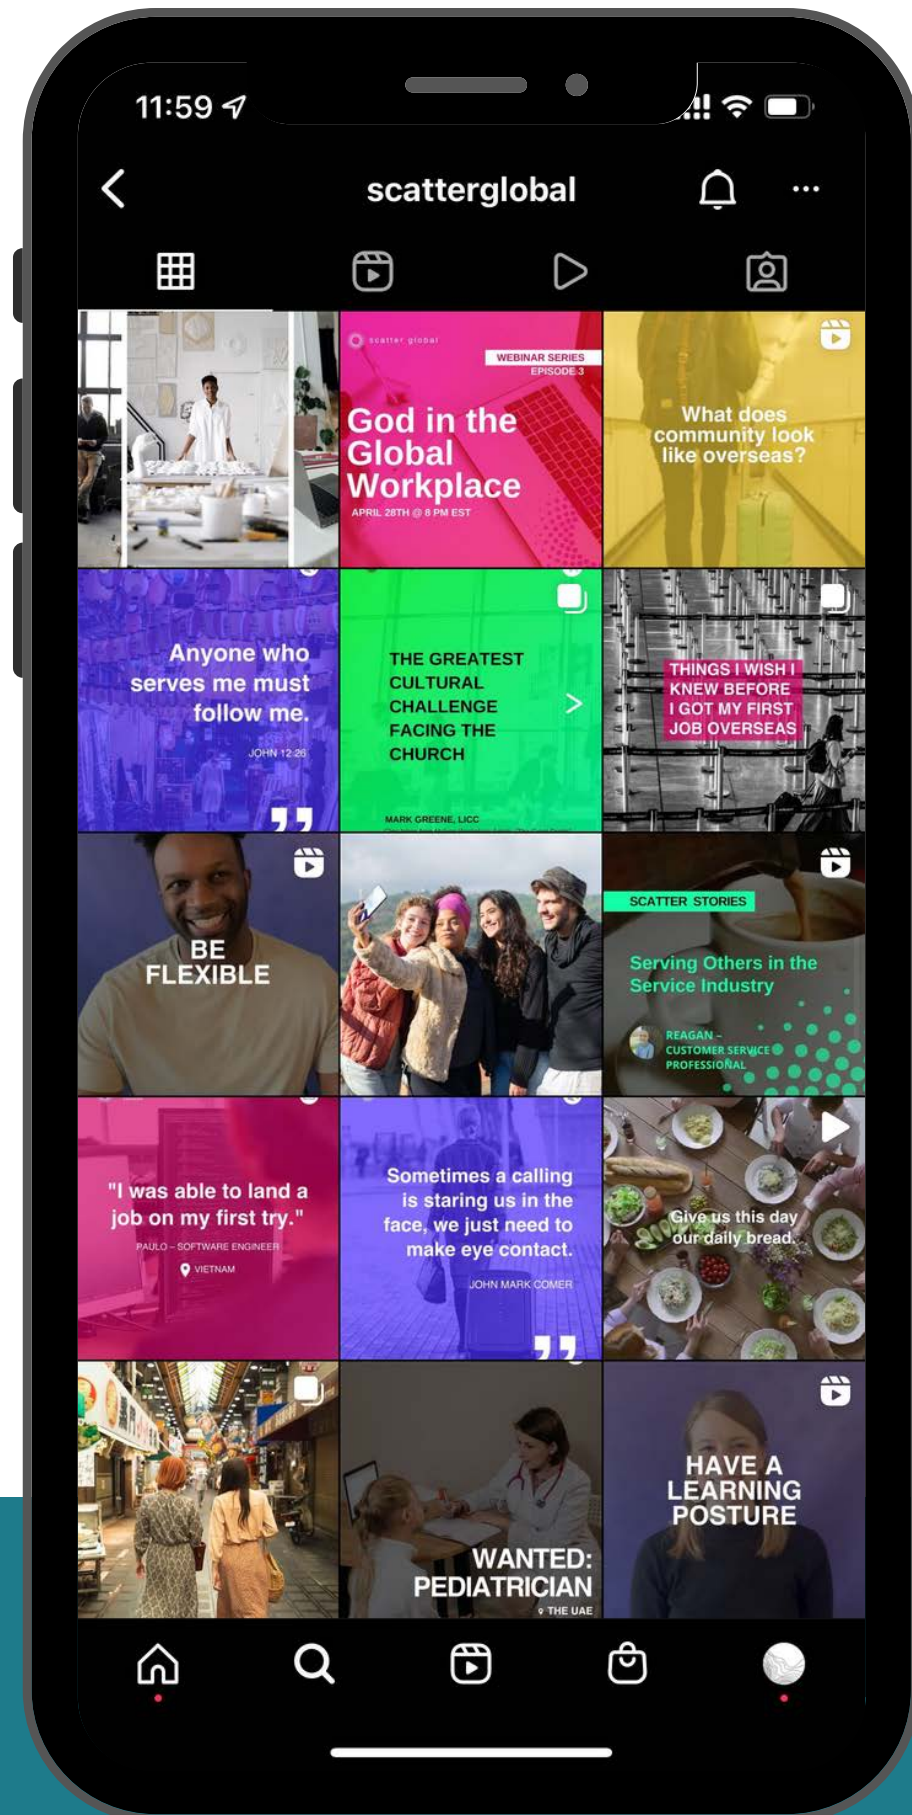 11:59
scatterglobal
scatter global
WEBINAR SERIES
EPISODE 3
God in the
Global
Workplace
APRIL 28TH @ 8 PM EST
What does
community look
like overseas?
Anyone who
serves me must
follow me.
JOHN 12:26
THE GREATEST
CULTURAL
CHALLENGE
FACING THE
CHURCH
MARK GREENE, LICC
THINGS I WISH I
KNEW BEFORE
I GOT MY FIRST
JOB OVERSEAS
BE
FLEXIBLE
SCATTER STORIES
Serving Others in the
Service Industry
REAGAN –
CUSTOMER SERVICE
PROFESSIONAL
"I was able to land a
job on my first try."
PAULO – SOFTWARE ENGINEER
VIETNAM
Sometimes a calling
is staring us in the
face, we just need to
make eye contact.
JOHN MARK COMER
Give us this day
our daily bread.
WANTED:
PEDIATRICIAN
THE UAE
HAVE A
LEARNING
POSTURE